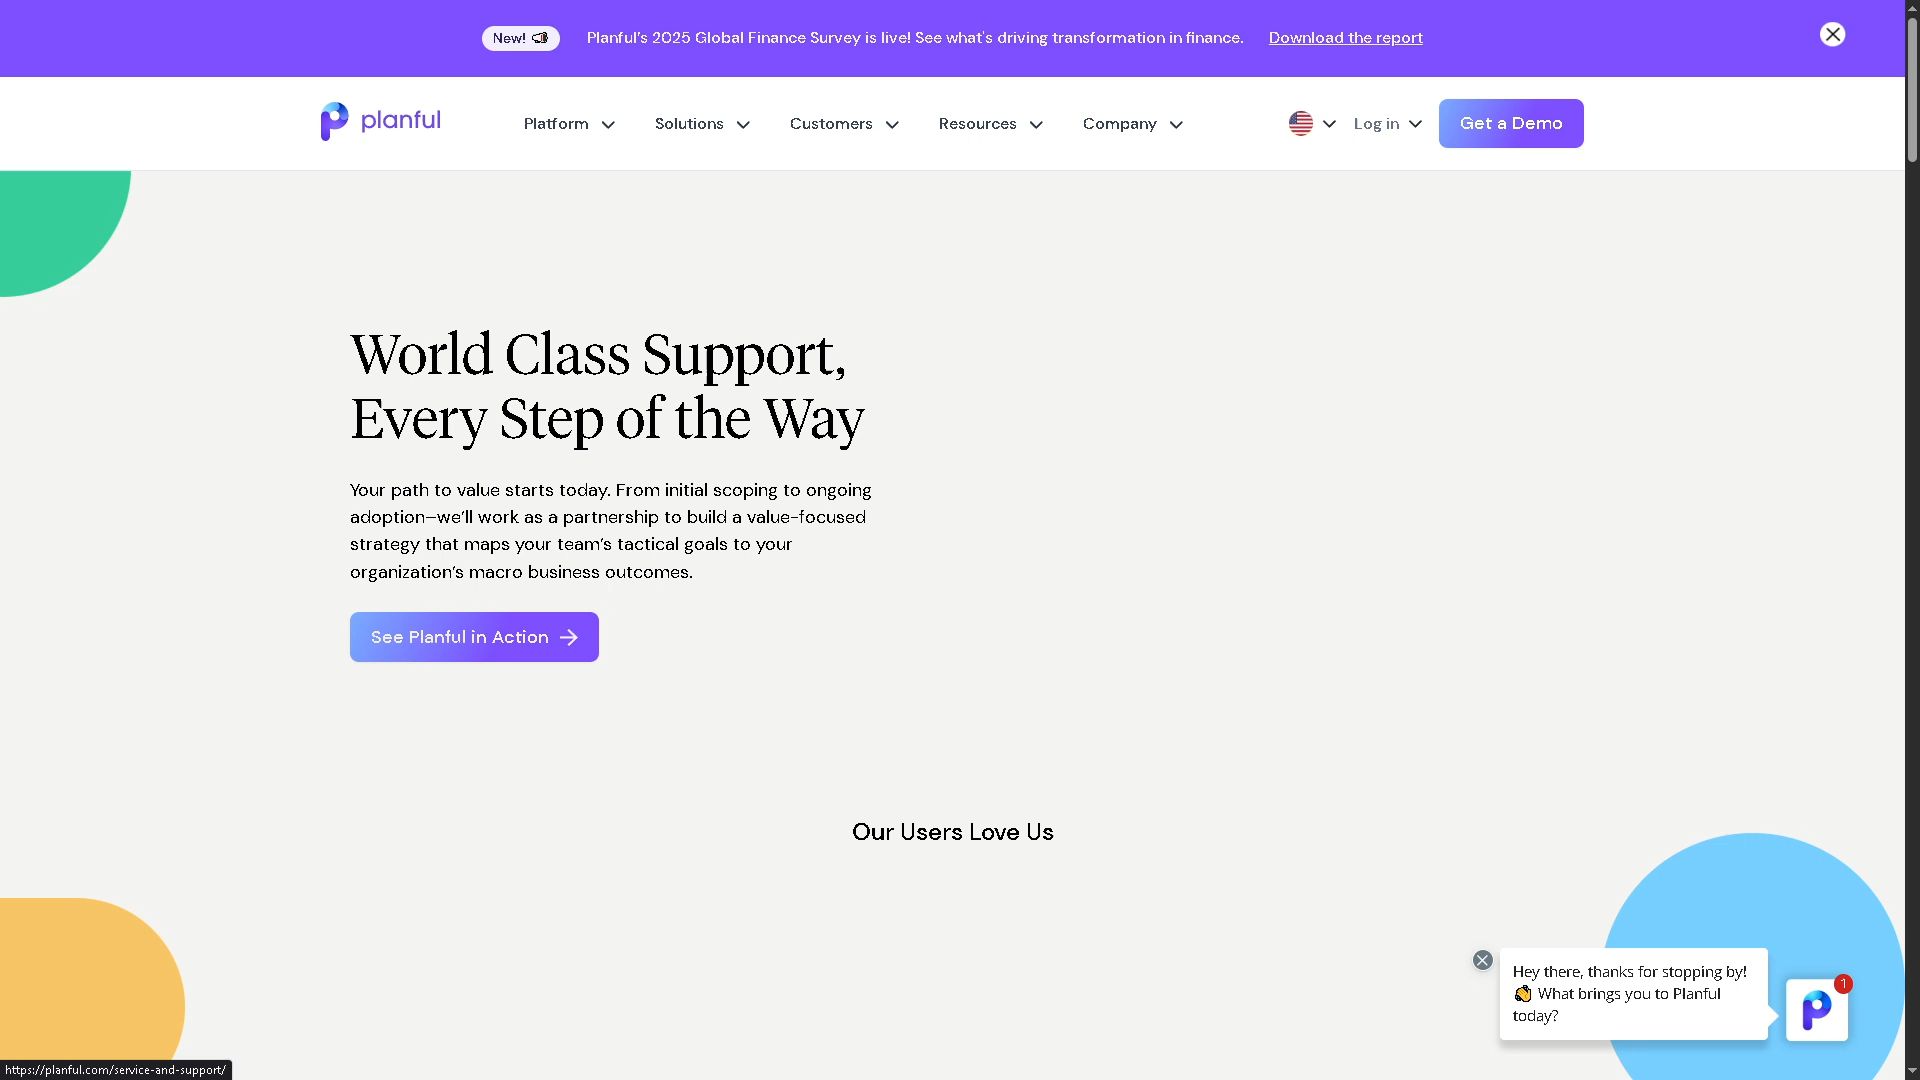 New!
Planful's 2025 Global Finance Survey is live! See what's driving transformation in finance.
Download the report
planful
Platform
Solutions
Customers
Resources
Company
Log in
Get a Demo
World Class Support,
Every Step of the Way
Your path to value starts today. From initial scoping to ongoing
adoption—we'll work as a partnership to build a value-focused
strategy that maps your team's tactical goals to your
organization's macro business outcomes.
See Planful in Action
Our Users Love Us
Hey there, thanks for stopping by!
👋 What brings you to Planful
today?
1
https://planful.com/service-and-support/